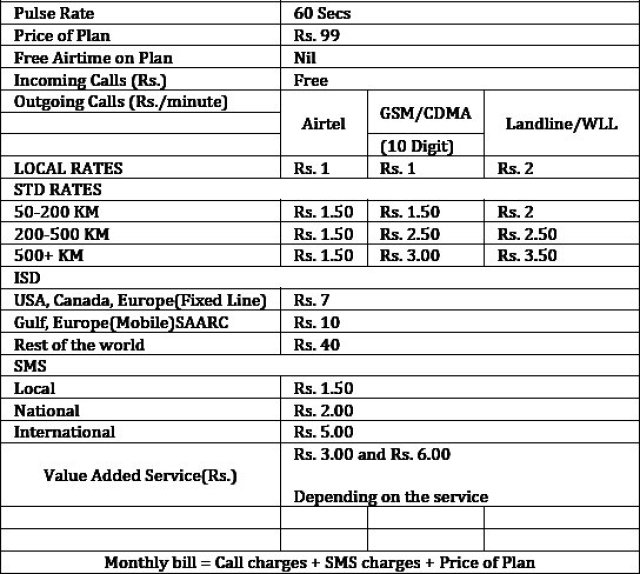 Pulse Rate 60 Secs
Price of Plan Rs. 99
Free Airtime on Plan Nil
Incoming Calls (Rs.) Free
Outgoing Calls (Rs./minute)
Airtel GSM/CDMA Landline/WLL
(10 Digit)
LOCAL RATES Rs. 1 Rs. 1 Rs. 2
STD RATES
50-200 KM Rs. 1.50 Rs. 1.50 Rs. 2
200-500 KM Rs. 1.50 Rs. 2.50 Rs. 2.50
500+ KM Rs. 1.50 Rs. 3.00 Rs. 3.50
ISD
USA, Canada, Europe(Fixed Line) Rs. 7
Gulf, Europe(Mobile)SAARC Rs. 10
Rest of the world Rs. 40
SMS
Local Rs. 1.50
National Rs. 2.00
International Rs. 5.00
Value Added Service(Rs.) Rs. 3.00 and Rs. 6.00
Depending on the service
Monthly bill = Call charges + SMS charges + Price of Plan